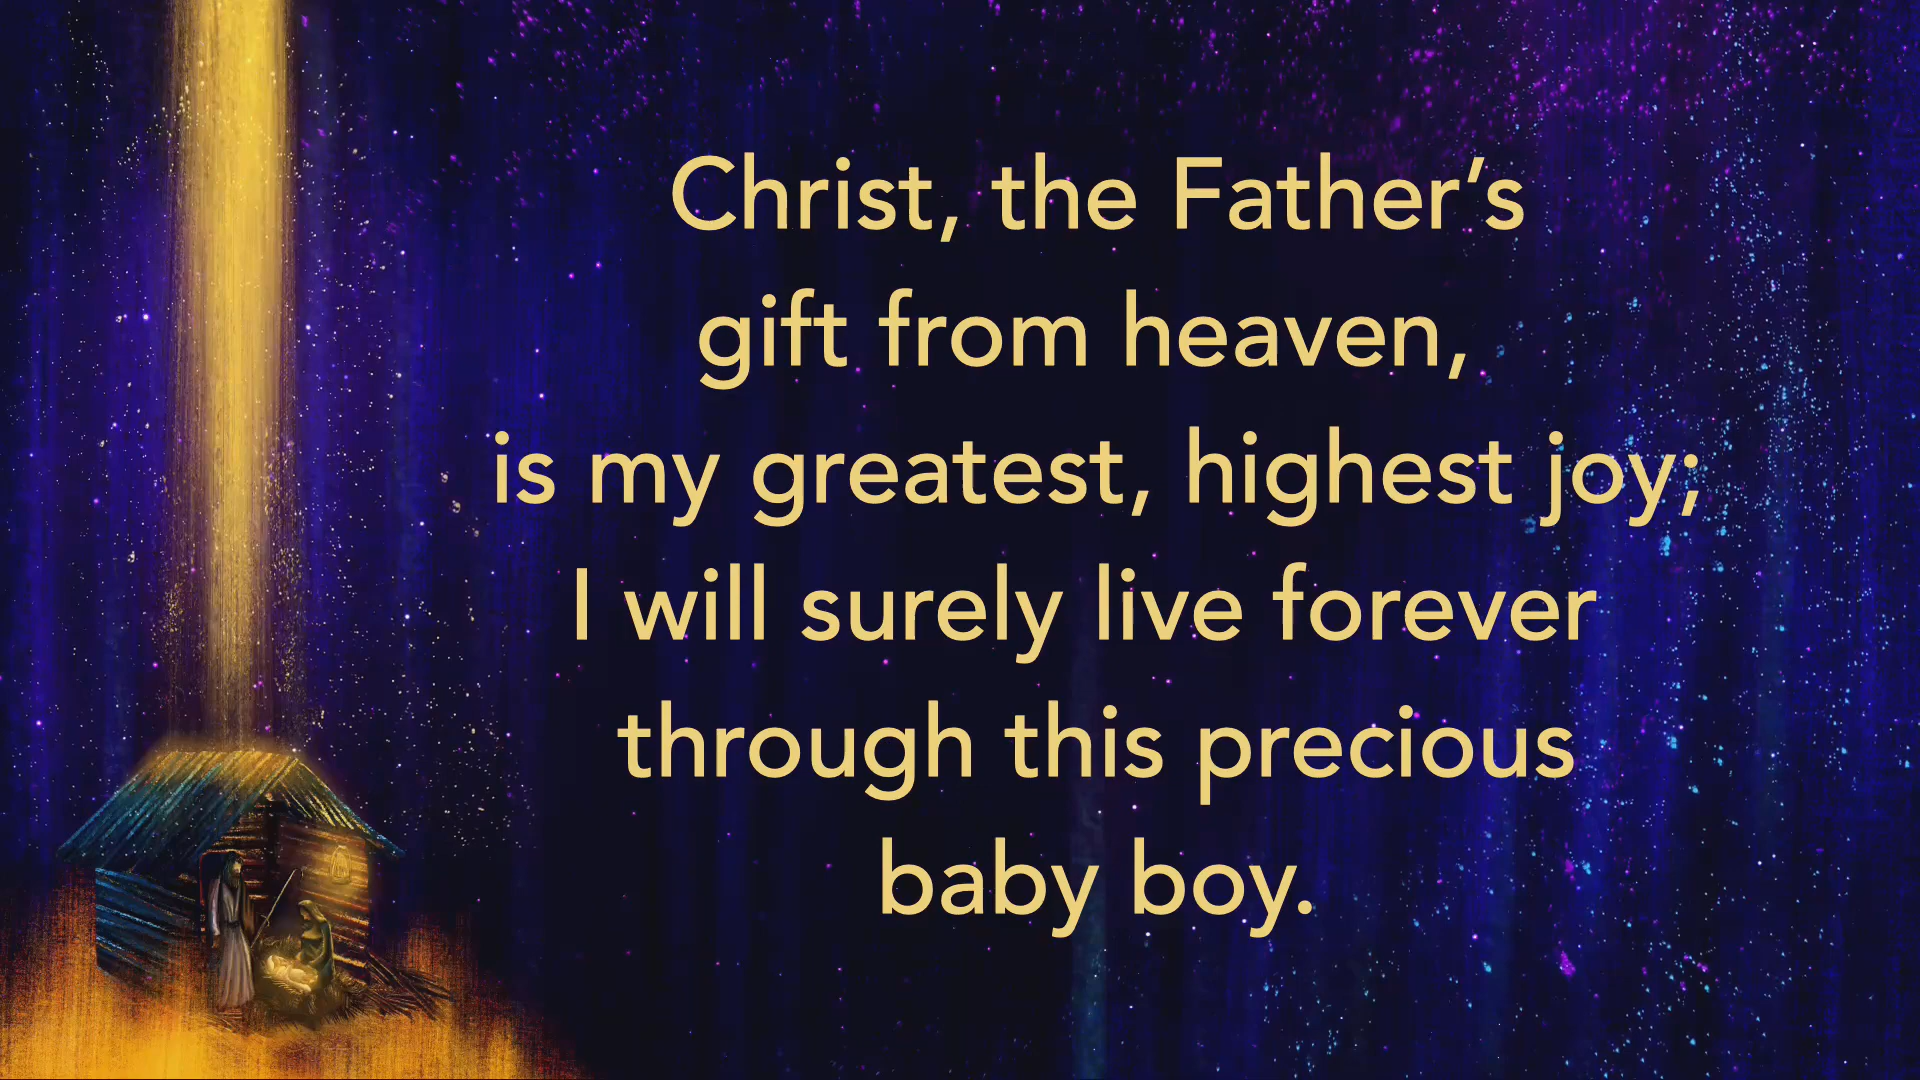 Christ, the Father’s
gift from heaven,
is my greatest, highest joy;
I will surely live forever
through this precious
baby boy.